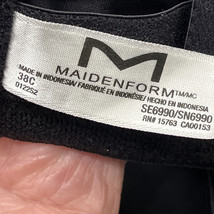 M
MAIDENFORM TM/MC
MADE IN INDONESIA/ FABRIQUÉ EN INDONÉSIE/ HECHO EN INDONESIA
38C
SE6990/SN6990
012252
RN# 15763 CA00153